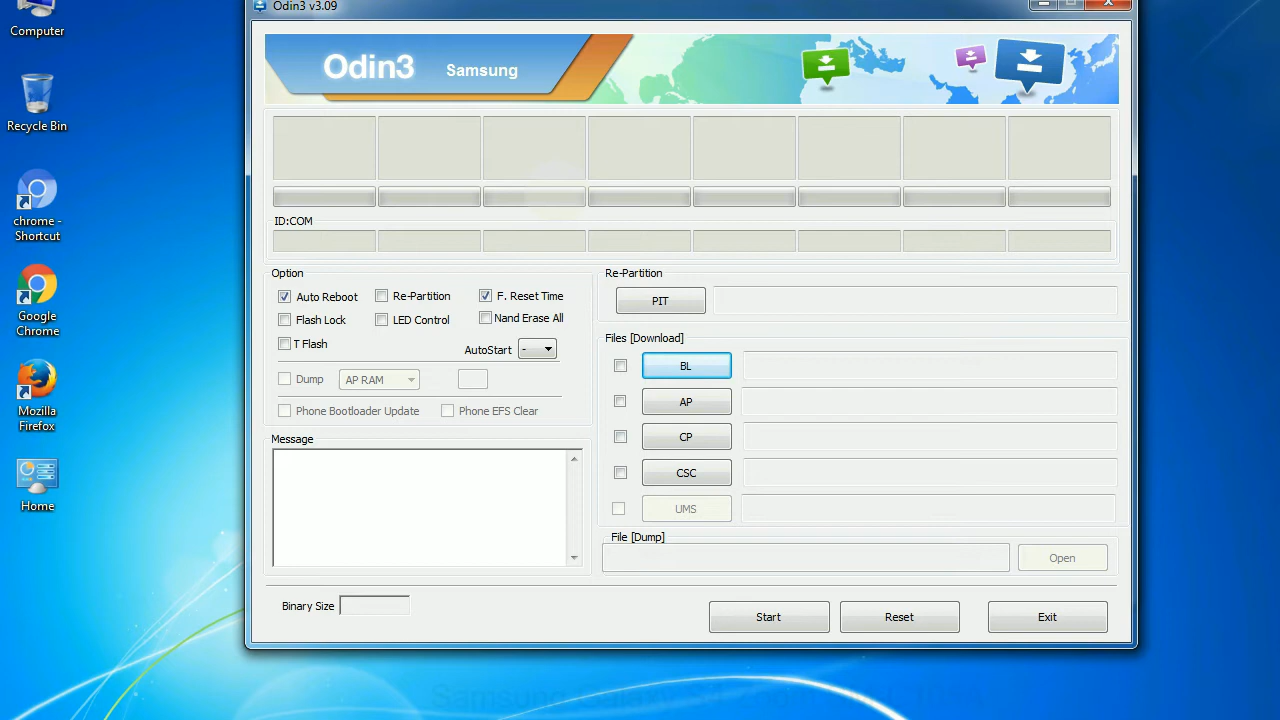 Odin3 v3.09
Computer
Recycle Bin
chrome -
Shortcut
Google
Chrome
Mozilla
Firefox
Home
Odin3
Samsung
ID:COM
Option
Auto Reboot
Re-Partition
F. Reset Time
Flash Lock
LED Control
Nand Erase All
T Flash
AutoStart
-
Dump
AP RAM
Phone Bootloader Update
Phone EFS Clear
Message
Re-Partition
PIT
Files [Download]
BL
AP
CP
CSC
UMS
File [Dump]
Open
Binary Size
Start
Reset
Exit